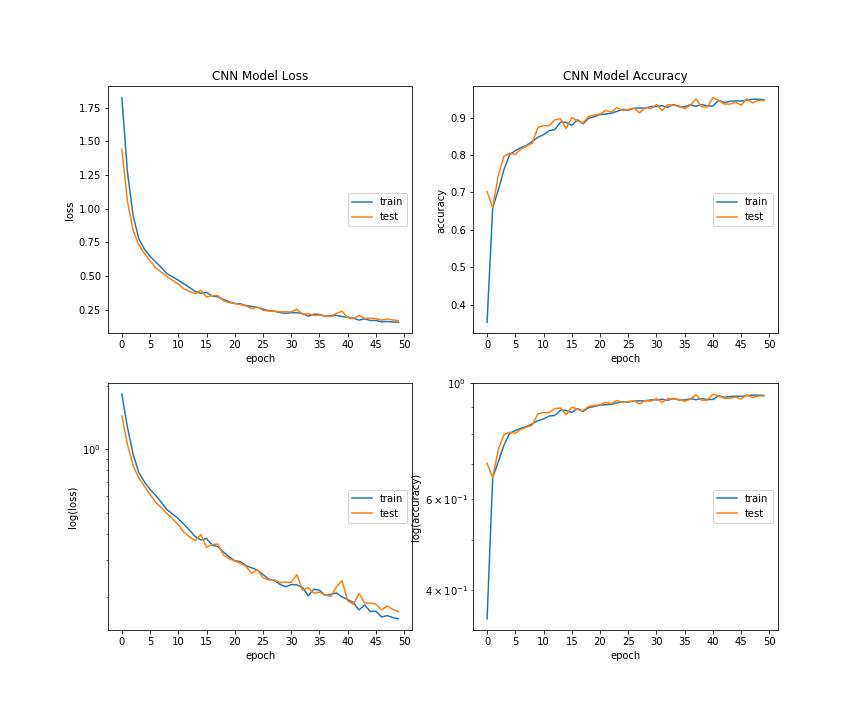 CNN Model Loss
1.75
1.50
1.25
1.00
0.75
0.50
0.25
loss
train
test
0 5 10 15 20 25 30 35 40 45 50
epoch
CNN Model Accuracy
0.9
0.8
0.7
0.6
0.5
0.4
accuracy
train
test
0 5 10 15 20 25 30 35 40 45 50
epoch
10⁰
log(loss)
train
test
0 5 10 15 20 25 30 35 40 45 50
epoch
10⁰
6 × 10⁻¹
4 × 10⁻¹
log(accuracy)
train
test
0 5 10 15 20 25 30 35 40 45 50
epoch